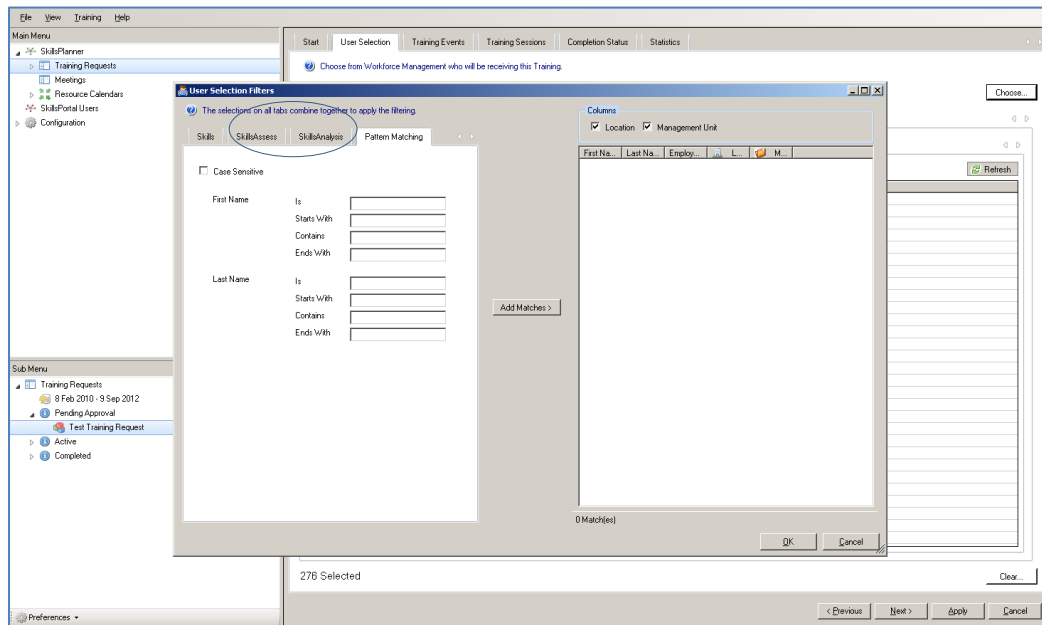 File View Training Help
Main Menu
SkillsPlanner
Training Requests
Meetings
Resource Calendars
SkillsPortal Users
Configuration
Start User Selection Training Events Training Sessions Completion Status Statistics
Choose from Workforce Management who will be receiving this Training.
Choose...
Refresh
User Selection Filters
The selections on all tabs combine together to apply the filtering.
Skills SkillsAssess SkillsAnalysis Pattern Matching
Case Sensitive
First Name
Is
Starts With
Contains
Ends With
Last Name
Is
Starts With
Contains
Ends With
Add Matches >
Columns
Location Management Unit
First Na... Last Na... Employ... L... M...
0 Match(es)
OK Cancel
Sub Menu
Training Requests
8 Feb 2010 - 9 Sep 2012
Pending Approval
Test Training Request
Active
Completed
276 Selected
Clear...
Preferences
< Previous Next > Apply Cancel